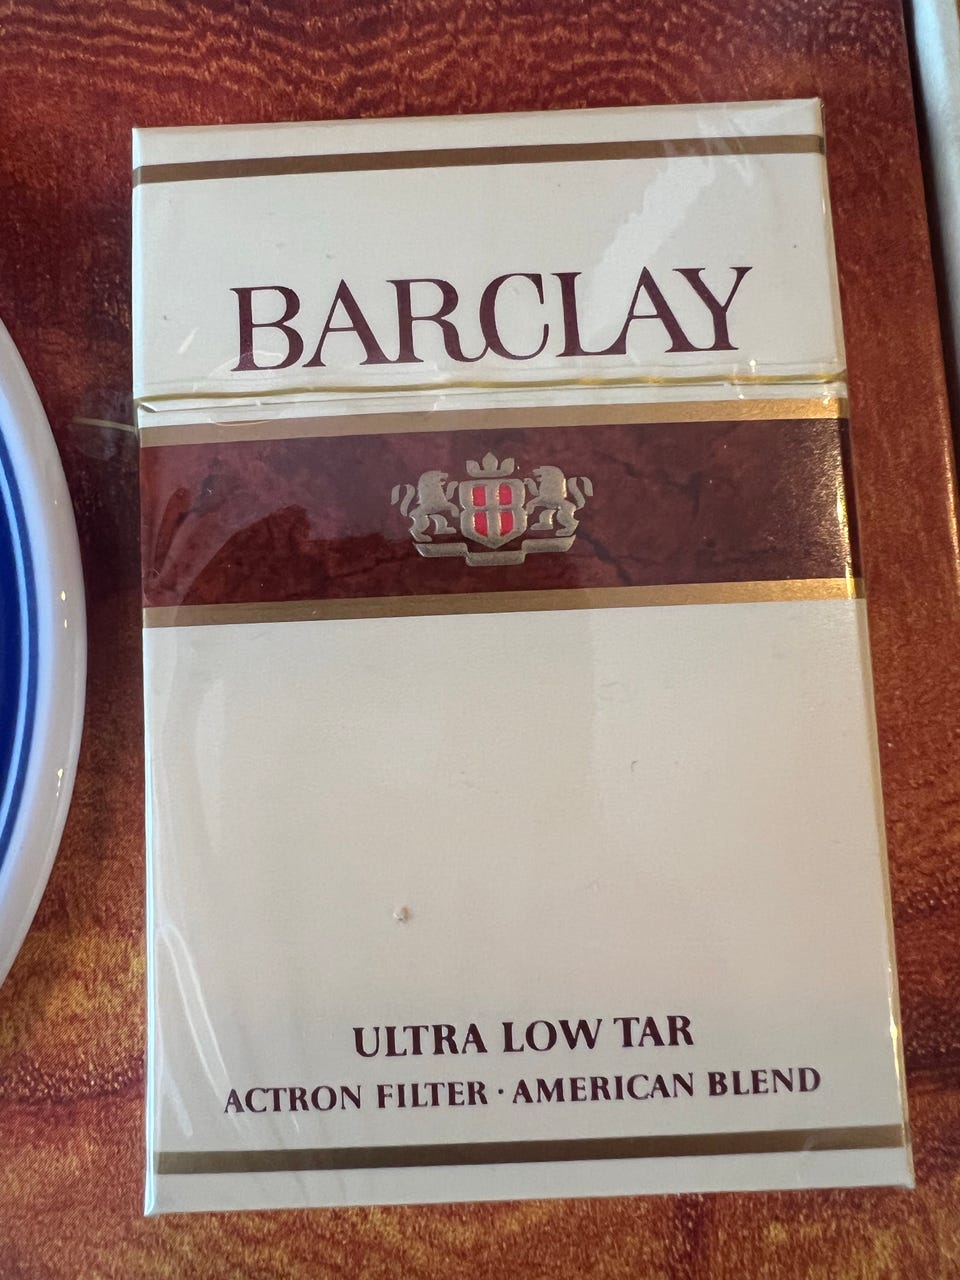 BARCLAY
ULTRA LOW TAR
ACTRON FILTER · AMERICAN BLEND